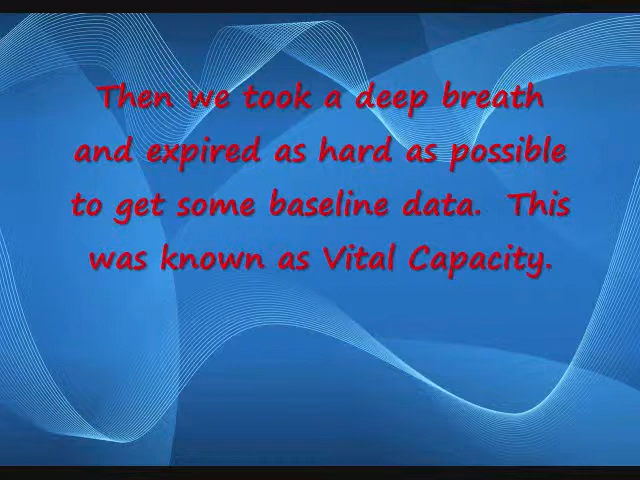 Then we took a deep breath
and expired as hard as possible
to get some baseline data. This
was known as Vital Capacity.